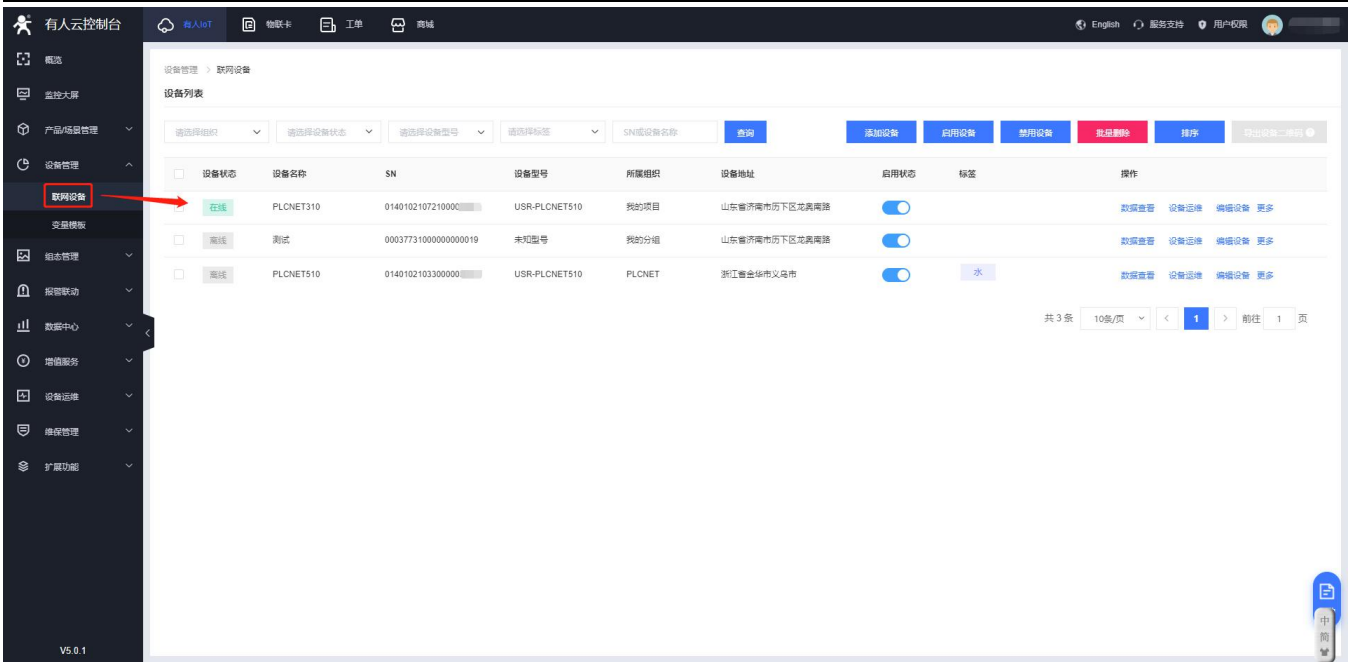 有人云控制台 有人IoT 物联卡 工单 商城 English 服务支持 用户权限
概览
监控大屏
产品/场景管理
设备管理
联网设备
变量模板
组态管理
报警联动
数据中心
增值服务
设备运维
维保管理
扩展功能
V5.0.1
设备管理 > 联网设备
设备列表
请选择组织 请选择设备状态 请选择设备型号 请选择标签 SN或设备名称 查询 添加设备 启用设备 禁用设备 批量删除 排序 导出设备二维码
设备状态 设备名称 SN 设备型号 所属组织 设备地址 启用状态 标签 操作
在线 PLCNET310 0140102107210000 USR-PLCNET510 我的项目 山东省济南市历下区龙奥南路 数据查看 设备运维 编辑设备 更多
离线 测试 00037731000000000019 未知型号 我的分组 山东省济南市历下区龙奥南路 数据查看 设备运维 编辑设备 更多
离线 PLCNET510 0140102103300000 USR-PLCNET510 PLCNET 浙江省金华市义乌市 水 数据查看 设备运维 编辑设备 更多
共 3 条 10条/页 < 1 > 前往 1 页
中
简